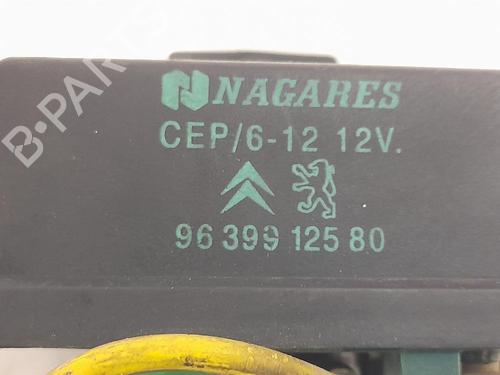 NAGARES
CEP/6-12 12V.
96 399 125 80
B-PARTS